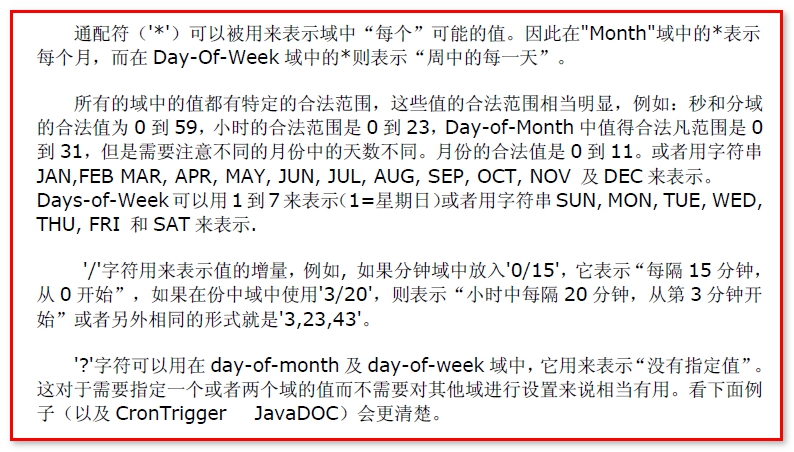 通配符（'*'）可以被用来表示域中“每个”可能的值。因此在"Month"域中的*表示
每个月，而在 Day-Of-Week 域中的*则表示“周中的每一天”。
所有的域中的值都有特定的合法范围，这些值的合法范围相当明显，例如：秒和分域
的合法值为 0 到 59，小时的合法范围是 0 到 23，Day-of-Month 中值得合法凡范围是 0
到 31，但是需要注意不同的月份中的天数不同。月份的合法值是 0 到 11。或者用字符串
JAN,FEB MAR, APR, MAY, JUN, JUL, AUG, SEP, OCT, NOV 及 DEC 来表示。
Days-of-Week 可以用 1 到 7 来表示（1=星期日）或者用字符串 SUN, MON, TUE, WED,
THU, FRI 和 SAT 来表示.
'/'字符用来表示值的增量，例如, 如果分钟域中放入'0/15'，它表示“每隔 15 分钟，
从 0 开始”，如果在份中域中使用'3/20'，则表示“小时中每隔 20 分钟，从第 3 分钟开
始”或者另外相同的形式就是'3,23,43'。
'?'字符可以用在 day-of-month 及 day-of-week 域中，它用来表示“没有指定值”。
这对于需要指定一个或者两个域的值而不需要对其他域进行设置来说相当有用。看下面例
子（以及 CronTrigger JavaDOC）会更清楚。